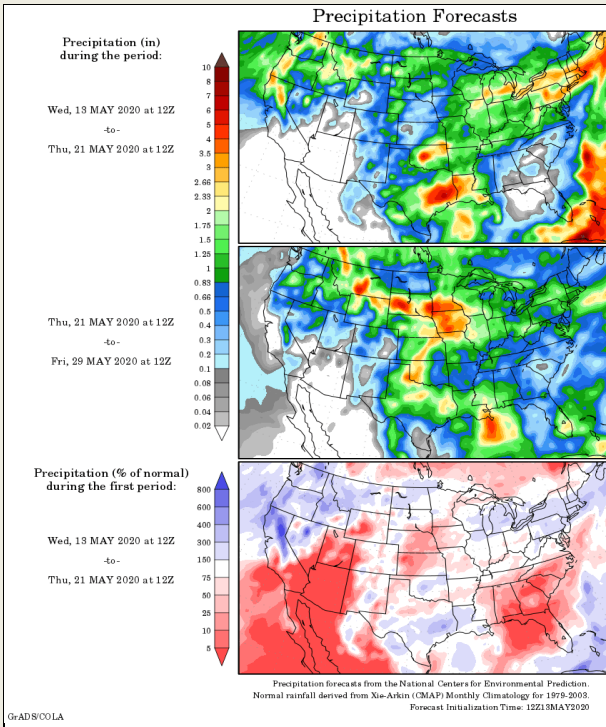 Precipitation Forecasts
Precipitation (in)
during the period:
Wed, 13 MAY 2020 at 12Z
-to-
Thu, 21 MAY 2020 at 12Z
10
8
7
6
5
4
3.5
3
2.66
2.33
2
1.75
1.5
1.25
1
0.83
0.66
0.5
0.4
0.3
0.2
0.1
0.08
0.06
0.04
0.02
Thu, 21 MAY 2020 at 12Z
-to-
Fri, 29 MAY 2020 at 12Z
Precipitation (% of normal)
during the first period:
Wed, 13 MAY 2020 at 12Z
-to-
Thu, 21 MAY 2020 at 12Z
800
600
400
300
150
75
50
25
10
5
Precipitation forecasts from the National Centers for Environmental Prediction.
Normal rainfall derived from Xie-Arkin (CMAP) Monthly Climatology for 1979-2003.
Forecast Initialization Time: 12Z13MAY2020
GrADS/COLA